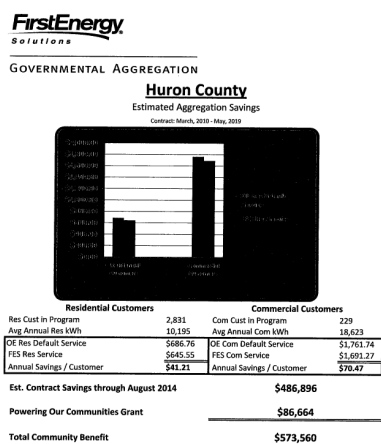 FirstEnergy
Solutions
GOVERNMENTAL AGGREGATION
Huron County
Estimated Aggregation Savings
Contract: March, 2010 - May, 2019
Residential Customers Commercial Customers
Res Cust in Program 2,831 Com Cust in Program 229
Avg Annual Res kWh 10,195 Avg Annual Com kWh 18,623
OE Res Default Service $686.76 OE Com Default Service $1,761.74
FES Res Service $645.55 FES Com Service $1,691.27
Annual Savings / Customer $41.21 Annual Savings / Customer $70.47
Est. Contract Savings through August 2014 $486,896
Powering Our Communities Grant $86,664
Total Community Benefit $573,560